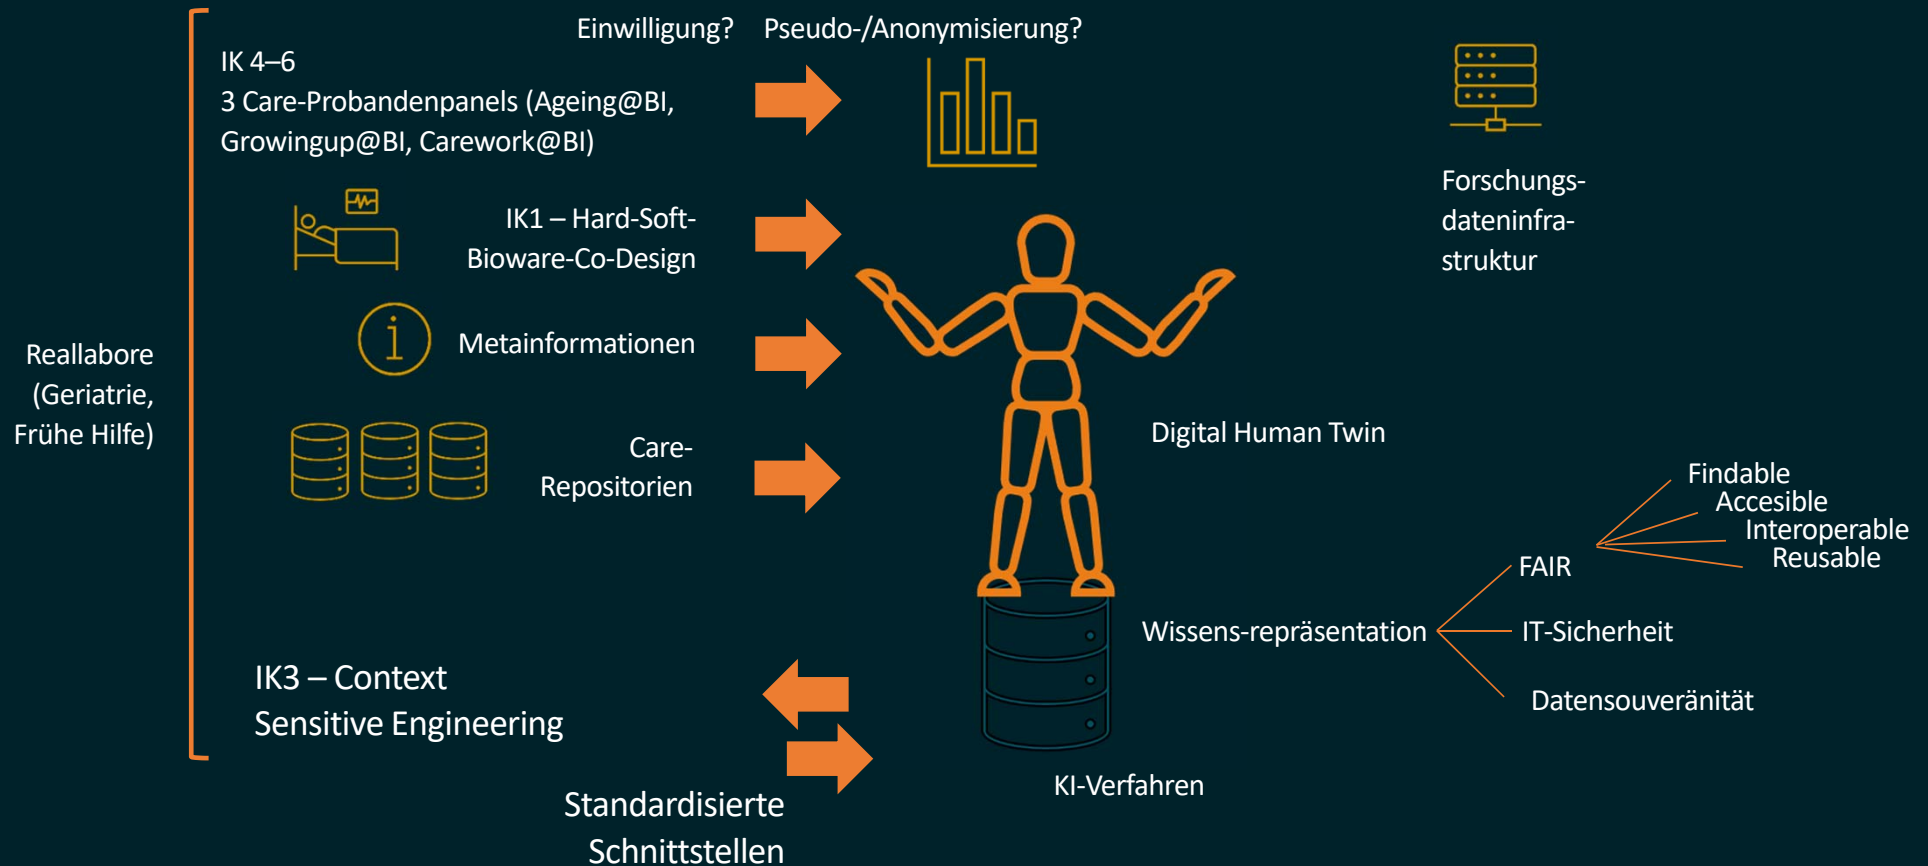 Einwilligung?
Pseudo-/Anonymisierung?
IK 4–6
3 Care-Probandenpanels (Ageing@BI,
Growingup@BI, Carework@BI)
Forschungs-
dateninfra-
struktur
IK1 – Hard-Soft-
Bioware-Co-Design
i
Metainformationen
Reallabore
(Geriatrie,
Frühe Hilfe)
Care-
Repositorien
Digital Human Twin
Findable
Accesible
Interoperable
Reusable
FAIR
Wissens-repräsentation
IT-Sicherheit
Datensouveränität
IK3 – Context
Sensitive Engineering
KI-Verfahren
Standardisierte
Schnittstellen